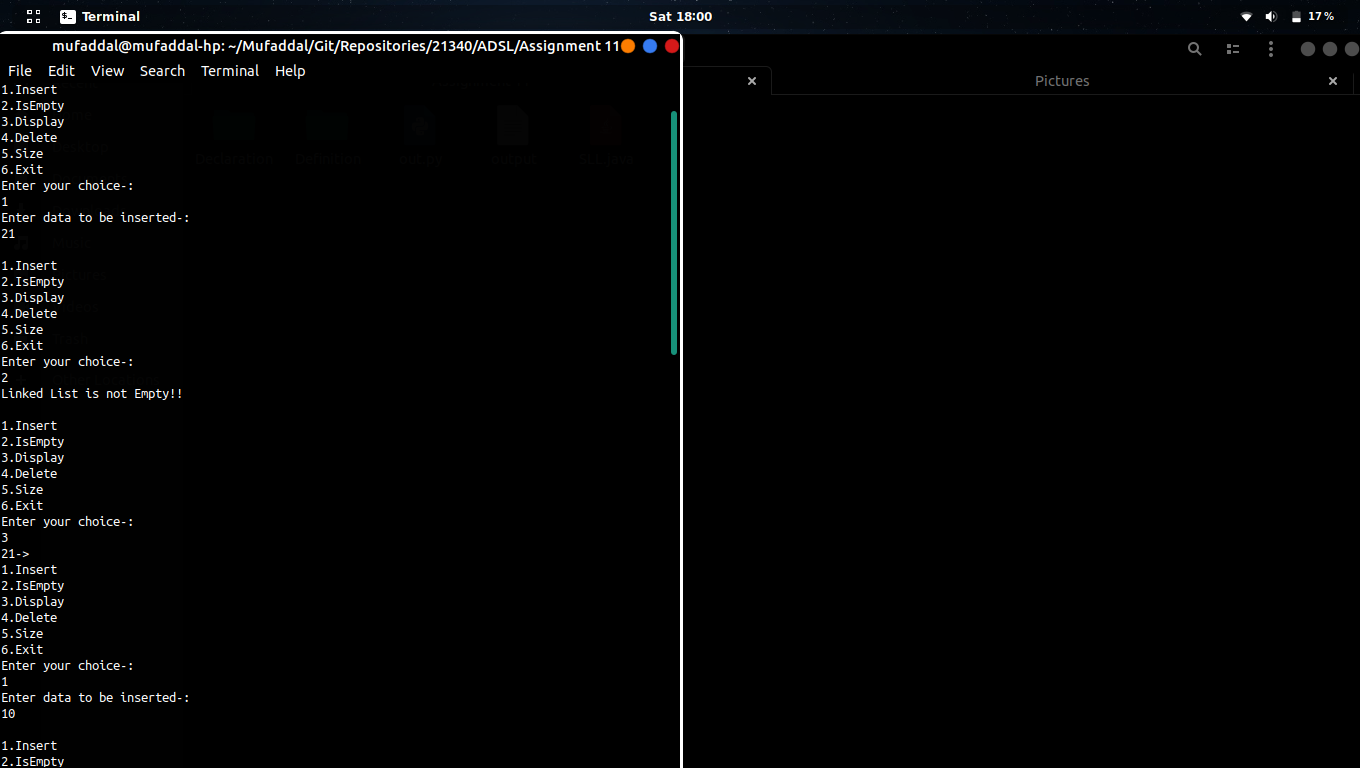 Terminal
Sat 18:00
17%
mufaddal@mufaddal-hp: ~/Mufaddal/Git/Repositories/21340/ADSL/Assignment 11
File Edit View Search Terminal Help
Pictures
1.Insert
2.IsEmpty
3.Display
4.Delete
5.Size
6.Exit
Enter your choice-:
1
Enter data to be inserted-:
21
1.Insert
2.IsEmpty
3.Display
4.Delete
5.Size
6.Exit
Enter your choice-:
2
Linked List is not Empty!!
1.Insert
2.IsEmpty
3.Display
4.Delete
5.Size
6.Exit
Enter your choice-:
3
21->
1.Insert
2.IsEmpty
3.Display
4.Delete
5.Size
6.Exit
Enter your choice-:
1
Enter data to be inserted-:
10
1.Insert
2.IsEmpty